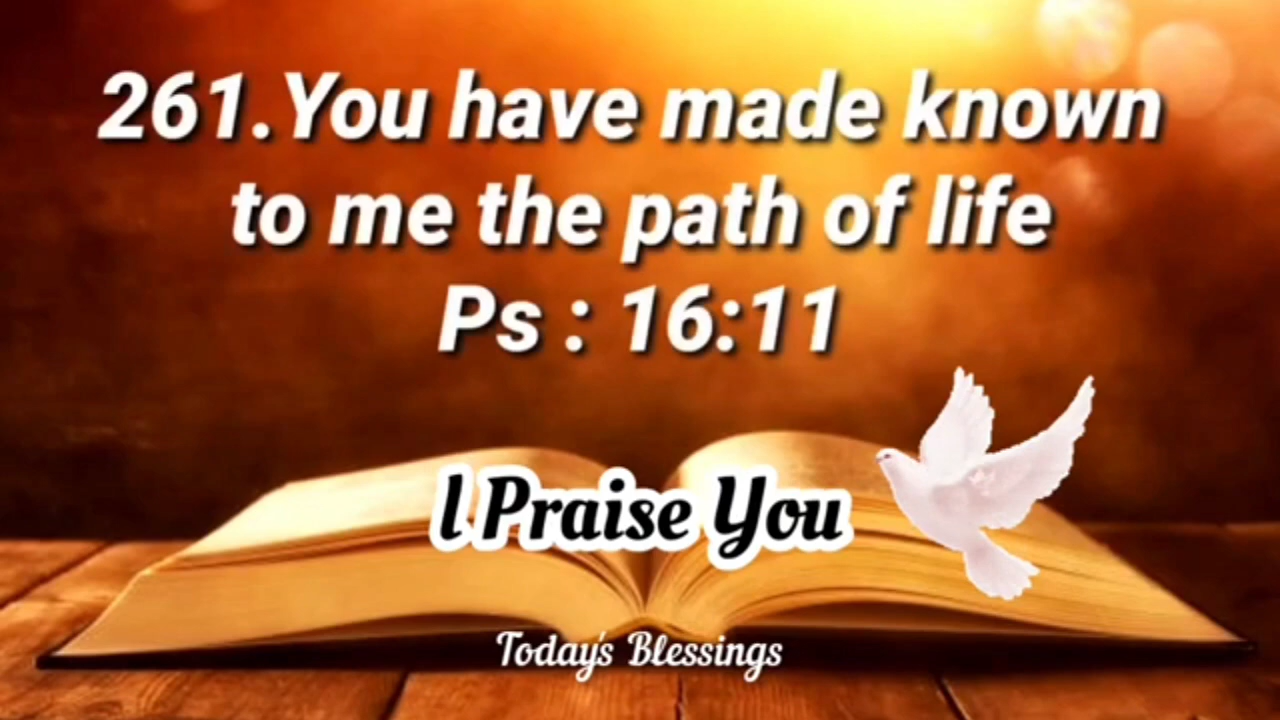 261.You have made known
to me the path of life
Ps : 16:11
I Praise You
Today's Blessings